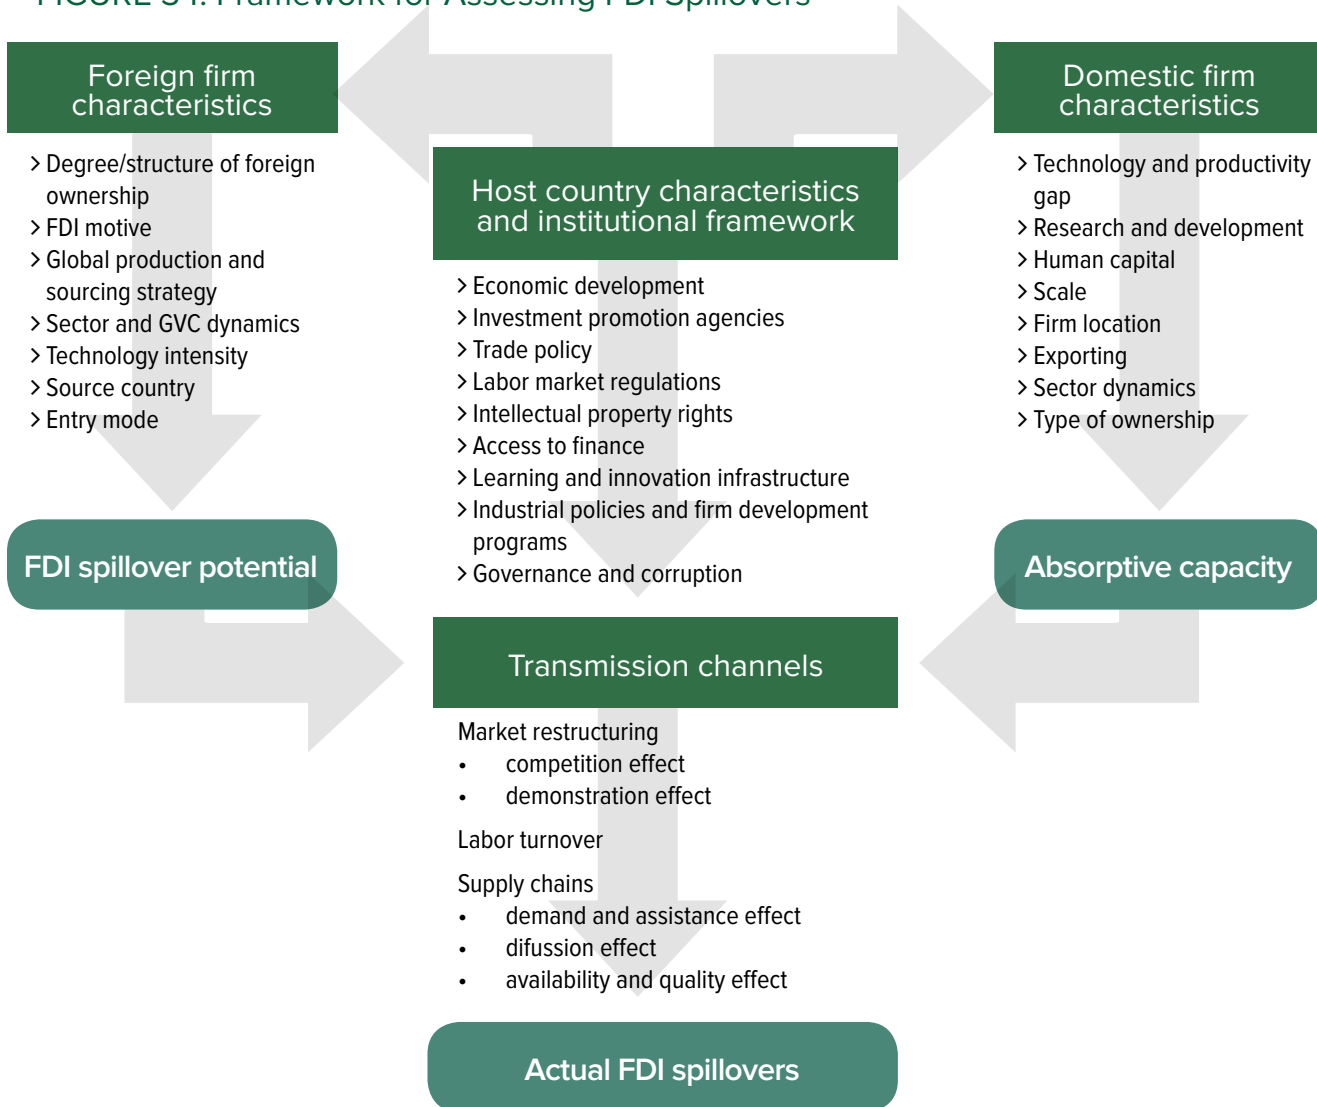 Foreign firm
characteristics
> Degree/structure of foreign
ownership
> FDI motive
> Global production and
sourcing strategy
> Sector and GVC dynamics
> Technology intensity
> Source country
> Entry mode
FDI spillover potential
Host country characteristics
and institutional framework
> Economic development
> Investment promotion agencies
> Trade policy
> Labor market regulations
> Intellectual property rights
> Access to finance
> Learning and innovation infrastructure
> Industrial policies and firm development
programs
> Governance and corruption
Domestic firm
characteristics
> Technology and productivity
gap
> Research and development
> Human capital
> Scale
> Firm location
> Exporting
> Sector dynamics
> Type of ownership
Absorptive capacity
Transmission channels
Market restructuring
• competition effect
• demonstration effect
Labor turnover
Supply chains
• demand and assistance effect
• difussion effect
• availability and quality effect
Actual FDI spillovers